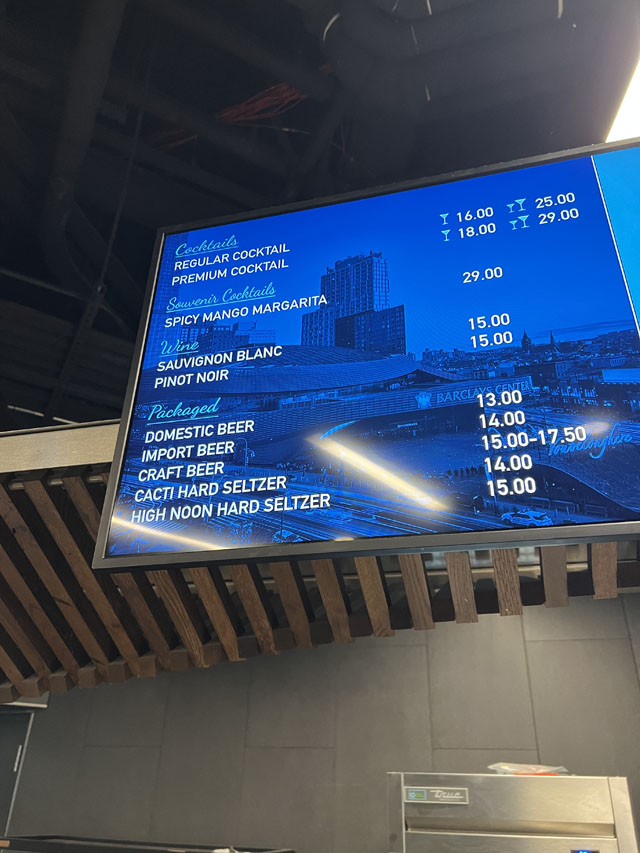 Cocktails
REGULAR COCKTAIL 16.00 25.00
PREMIUM COCKTAIL 18.00 29.00
Souvenir Cocktails
SPICY MANGO MARGARITA 29.00
Wine
SAUVIGNON BLANC 15.00
PINOT NOIR 15.00
Packaged
DOMESTIC BEER 13.00
IMPORT BEER 14.00
CRAFT BEER 15.00-17.50
CACTI HARD SELTZER 14.00
HIGH NOON HARD SELTZER 15.00
BARCLAYS CENTER
True